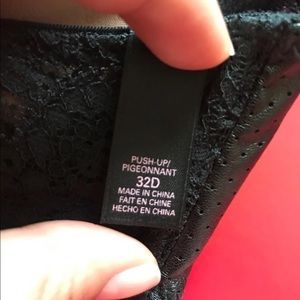 PUSH-UP/
PIGEONNANT
32D
MADE IN CHINA
FAIT EN CHINE
HECHO EN CHINA